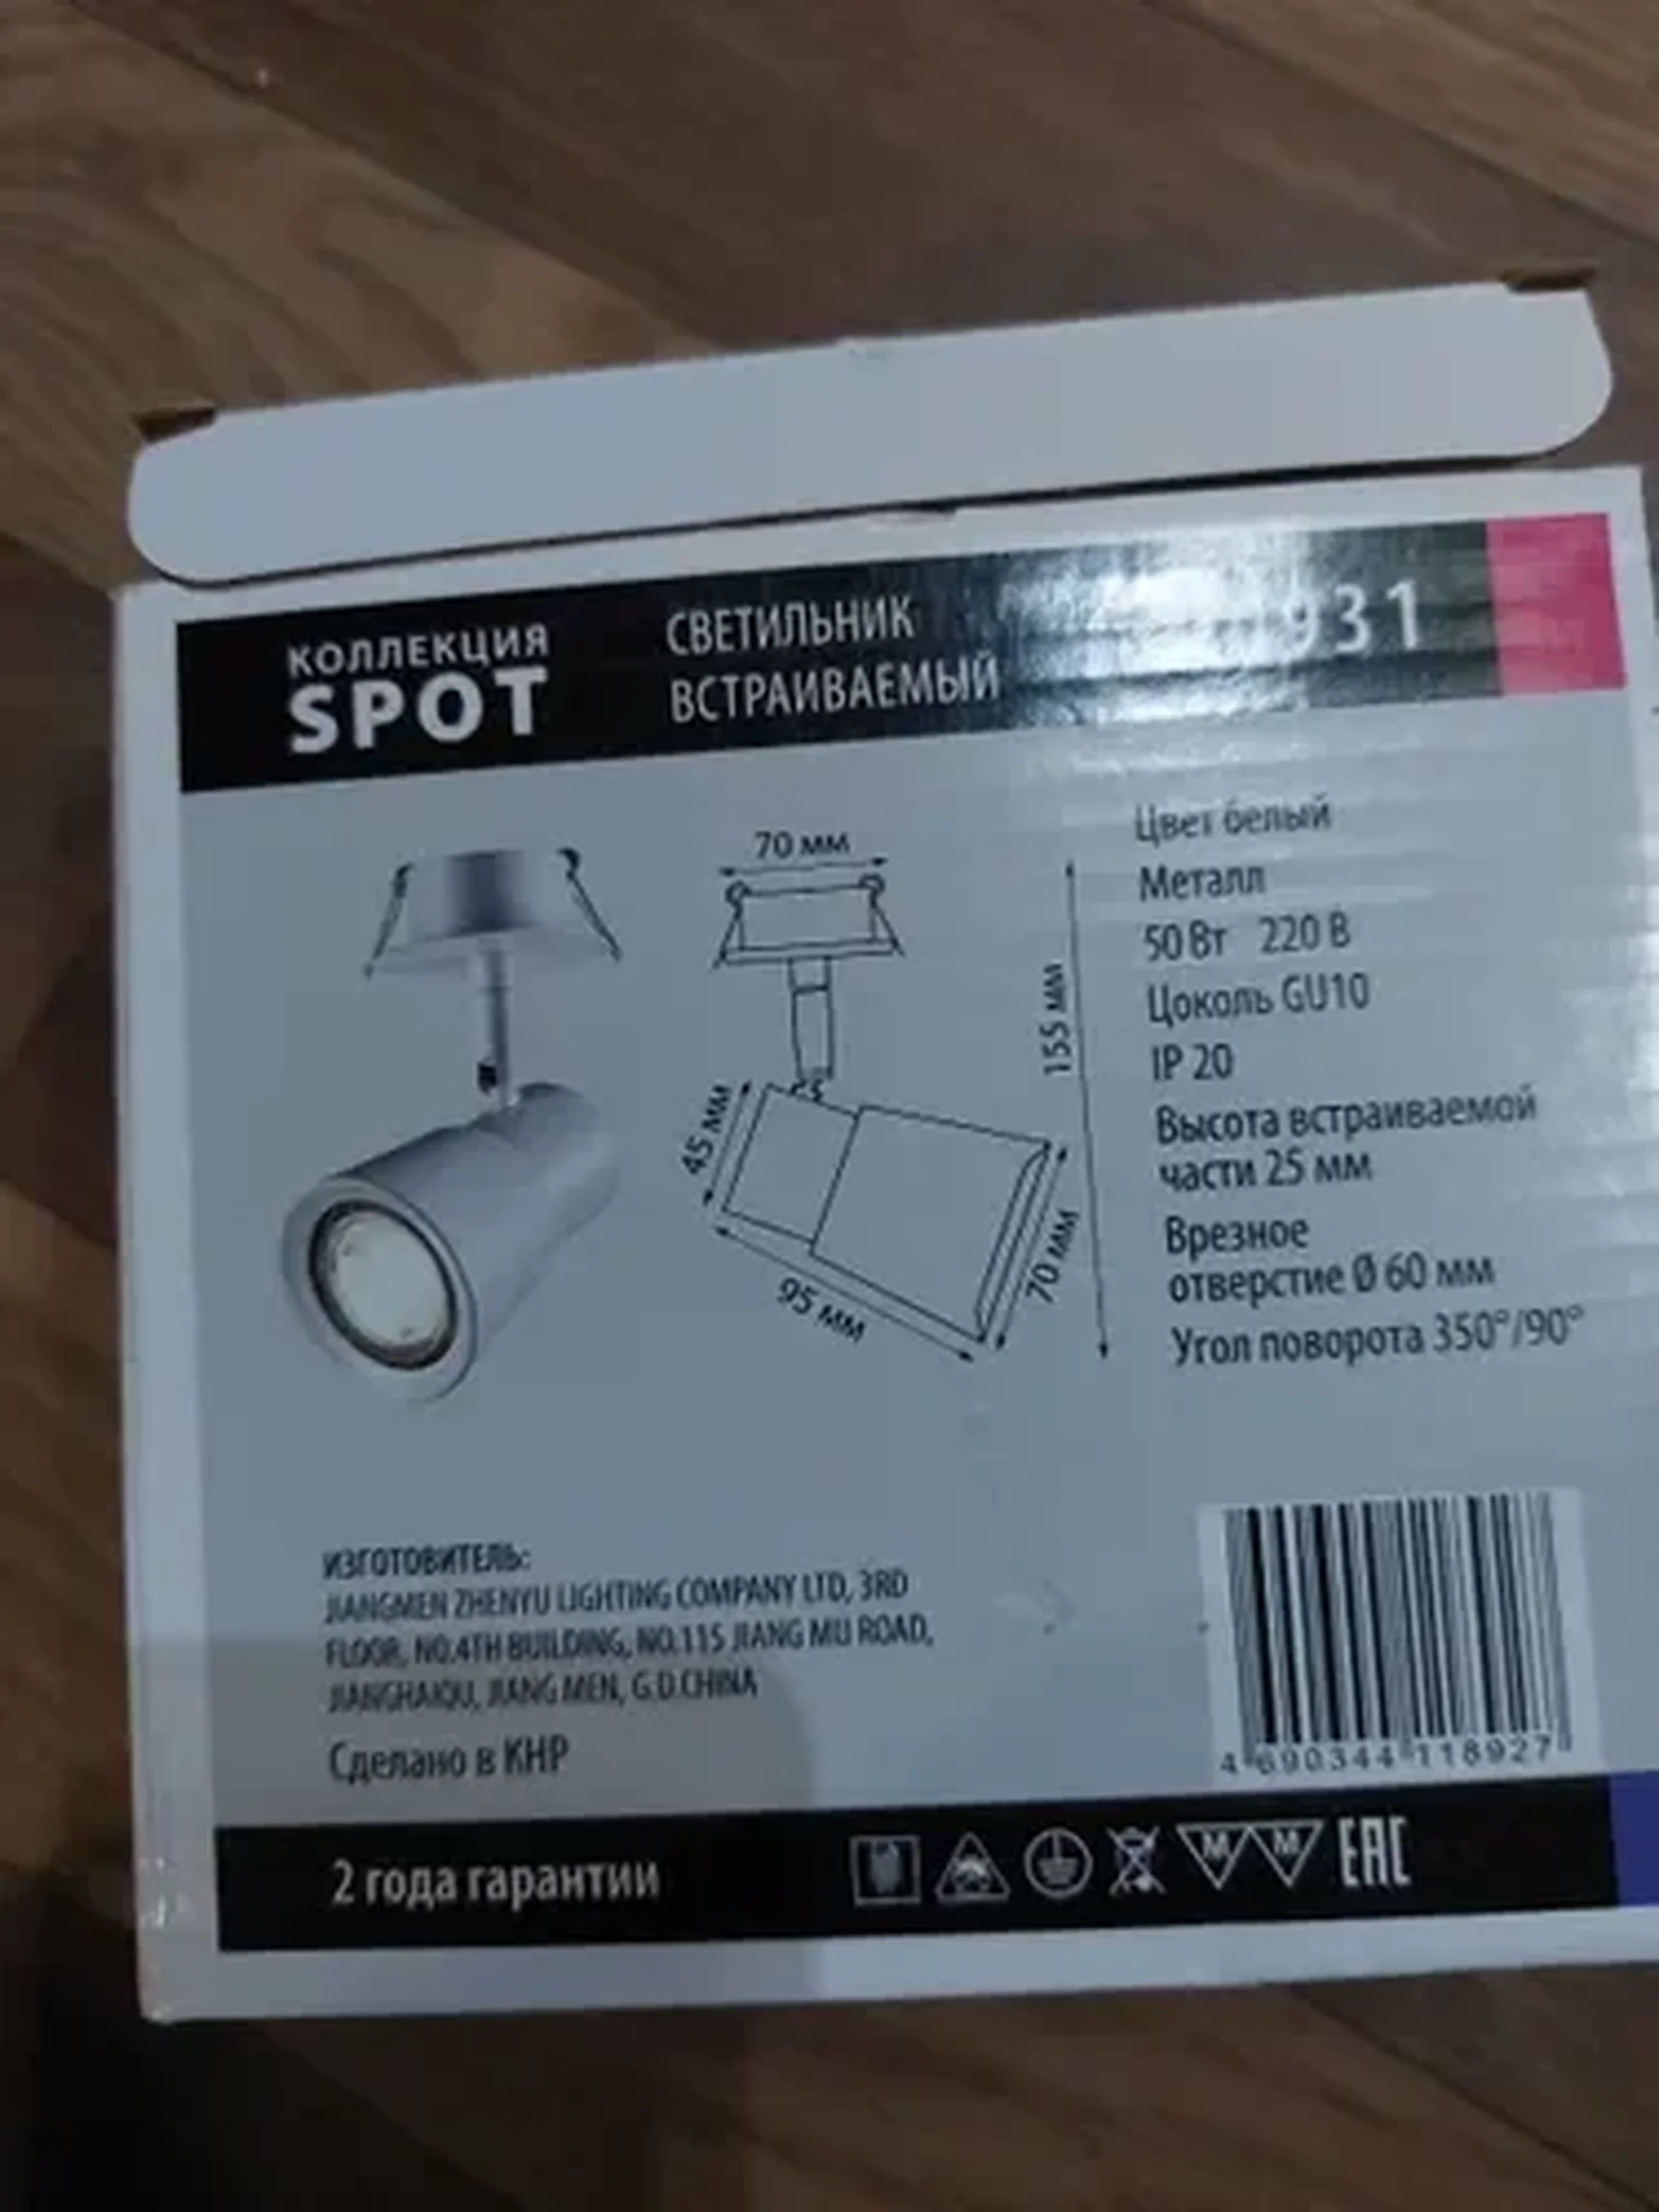 КОЛЛЕКЦИЯ
SPOT
СВЕТИЛЬНИК
ВСТРАИВАЕМЫЙ
931
70 мм
155 мм
45 мм
95 мм
70 мм
Цвет белый
Металл
50 Вт 220 В
Цоколь GU10
IP 20
Высота встраиваемой
части 25 мм
Врезное
отверстие Ø 60 мм
Угол поворота 350°/90°
ИЗГОТОВИТЕЛЬ:
JIANGMEN ZHENYU LIGHTING COMPANY LTD, 3RD
FLOOR, NO.4TH BUILDING, NO.115 JIANG MU ROAD,
JIANGHAIQU, JIANG MEN, G.D.CHINA
Сделано в КНР
4 690344 118927
2 года гарантии
M M EAC